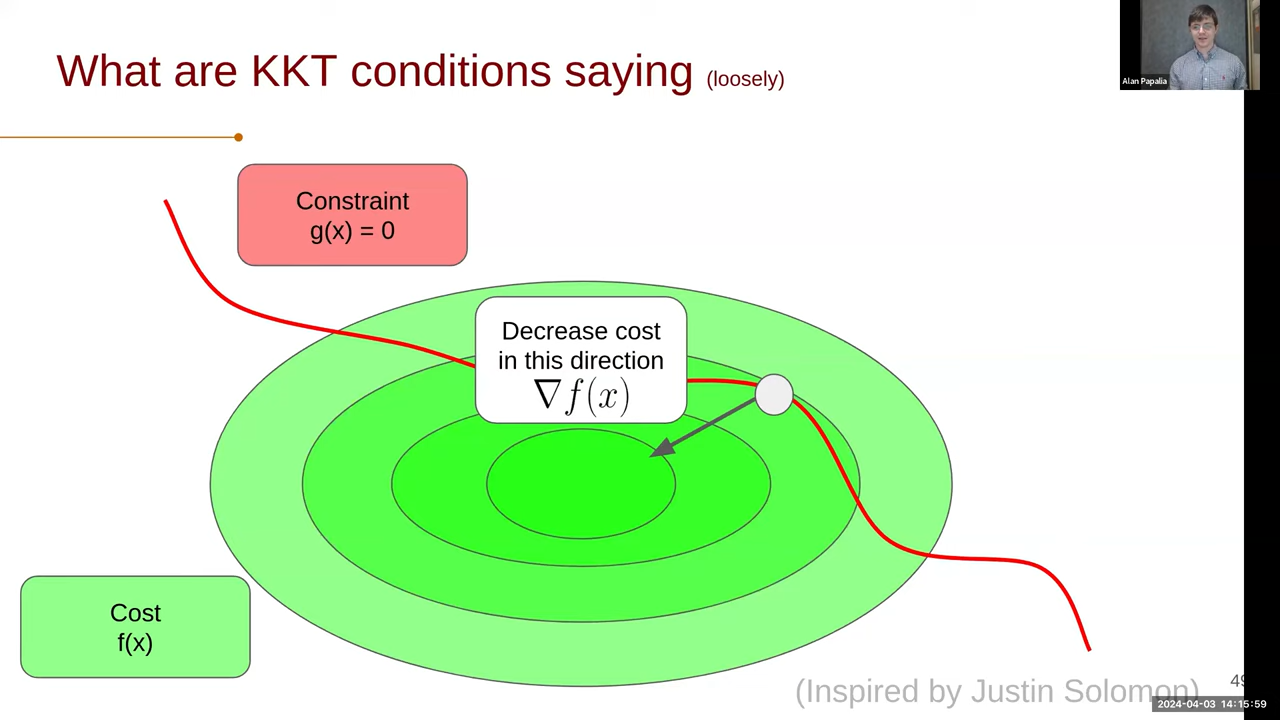 What are KKT conditions saying (loosely)
Alan Papalia
Constraint
g(x) = 0
Decrease cost
in this direction
∇f(x)
Cost
f(x)
(Inspired by Justin Solomon)
2024-04-03 14:15:59